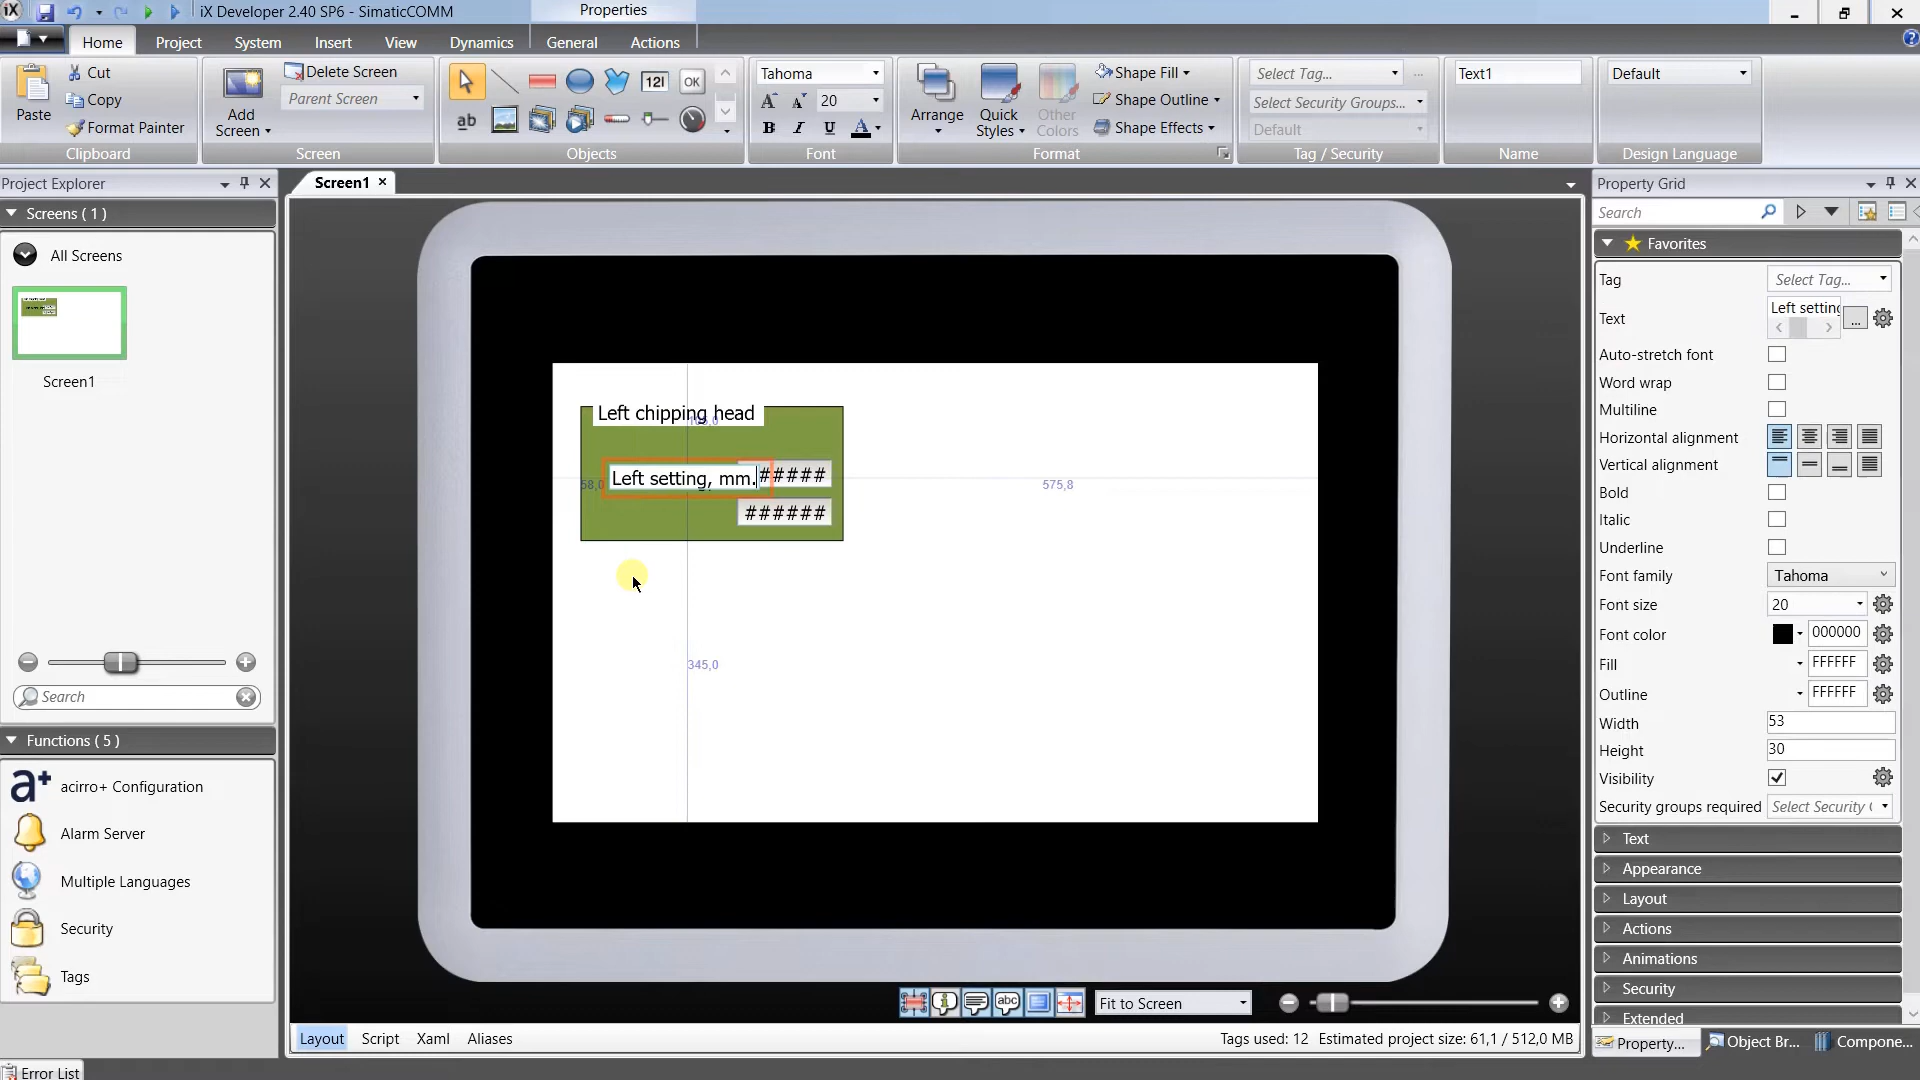 iX Developer 2.40 SP6 - SimaticCOMM
Properties
Home
Project
System
Insert
View
Dynamics
General
Actions
Paste
Cut
Copy
Format Painter
Clipboard
Add
Screen
Delete Screen
Parent Screen
Screen
12I
OK
ab
Objects
Tahoma
A A 20
B I U A
Font
Arrange
Quick
Styles
Other
Colors
Shape Fill
Shape Outline
Shape Effects
Format
Select Tag...
Select Security Groups...
Default
Tag / Security
Text1
Name
Default
Design Language
Project Explorer
Screens ( 1 )
All Screens
Screen1
Search
Functions ( 5 )
a+ acirro+ Configuration
Alarm Server
Multiple Languages
Security
Tags
Error List
Screen1
Left chipping head
Left setting, mm.
#####
######
58,0
575,8
345,0
abc
Fit to Screen
Layout
Script
Xaml
Aliases
Tags used: 12
Estimated project size: 61,1 / 512,0 MB
Property Grid
Search
Favorites
Tag
Select Tag...
Text
Left setting
...
Auto-stretch font
Word wrap
Multiline
Horizontal alignment
Vertical alignment
Bold
Italic
Underline
Font family
Tahoma
Font size
20
Font color
000000
Fill
FFFFFF
Outline
FFFFFF
Width
53
Height
30
Visibility
Security groups required
Select Security
Text
Appearance
Layout
Actions
Animations
Security
Extended
Property...
Object Br...
Compone...